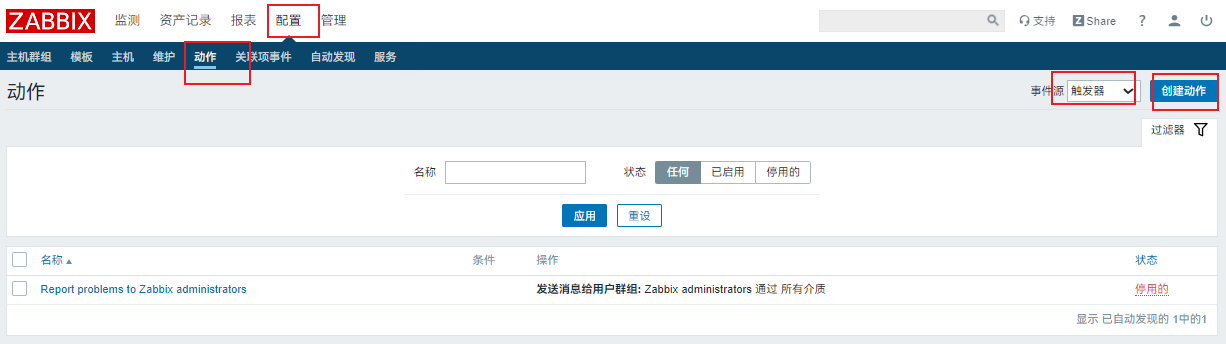 ZABBIX 监测 资产记录 报表 配置 管理 支持 Z Share ?
主机群组 模板 主机 维护 动作 关联项事件 自动发现 服务
动作 事件源 触发器 创建动作
过滤器
名称 状态 任何 已启用 停用的
应用 重设
名称 条件 操作 状态
Report problems to Zabbix administrators 发送消息给用户群组: Zabbix administrators 通过 所有介质 停用的
显示 已自动发现的 1中的1